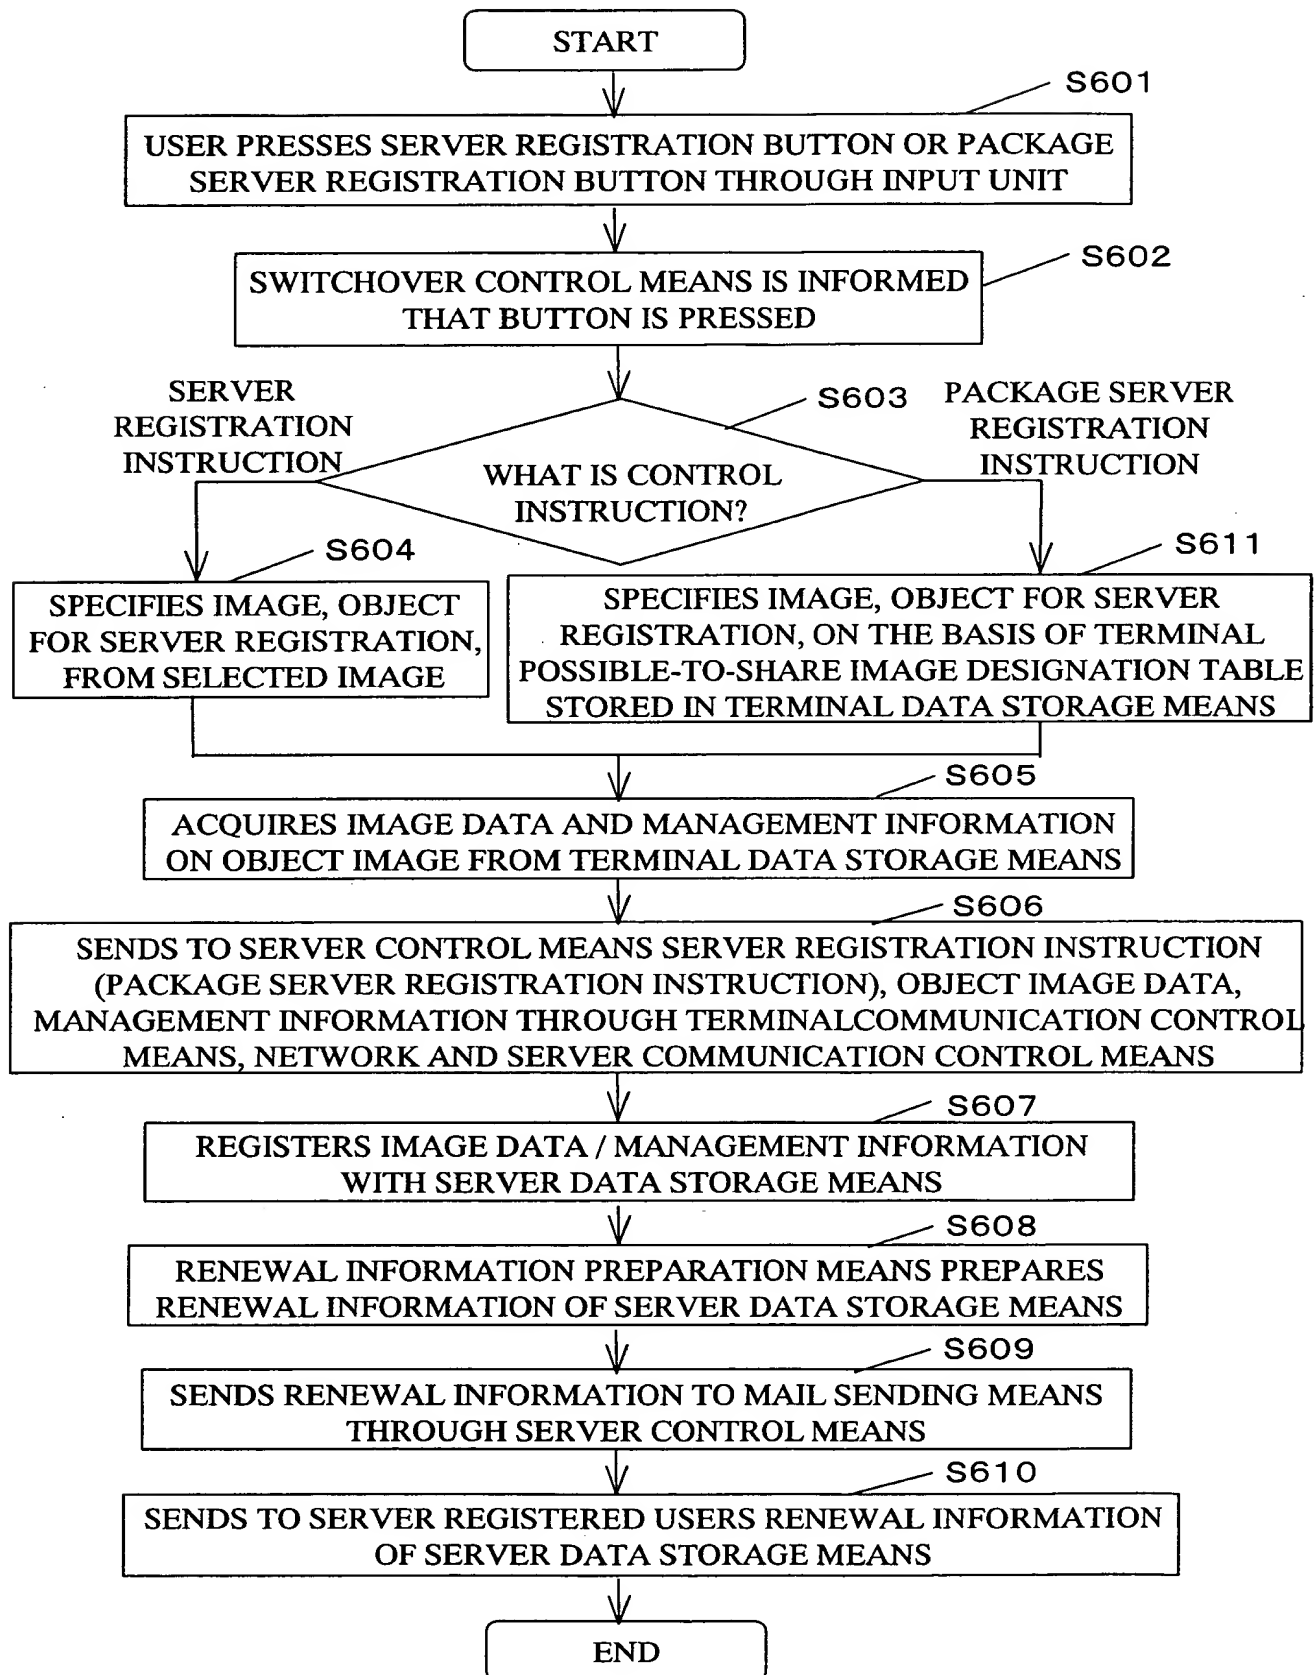 START
S601
USER PRESSES SERVER REGISTRATION BUTTON OR PACKAGE
SERVER REGISTRATION BUTTON THROUGH INPUT UNIT
S602
SWITCHOVER CONTROL MEANS IS INFORMED
THAT BUTTON IS PRESSED
SERVER
REGISTRATION
INSTRUCTION
S603
PACKAGE SERVER
REGISTRATION
INSTRUCTION
WHAT IS CONTROL
INSTRUCTION?
S604
SPECIFIES IMAGE, OBJECT
FOR SERVER REGISTRATION,
FROM SELECTED IMAGE
S611
SPECIFIES IMAGE, OBJECT FOR SERVER
REGISTRATION, ON THE BASIS OF TERMINAL
POSSIBLE-TO-SHARE IMAGE DESIGNATION TABLE
STORED IN TERMINAL DATA STORAGE MEANS
S605
ACQUIRES IMAGE DATA AND MANAGEMENT INFORMATION
ON OBJECT IMAGE FROM TERMINAL DATA STORAGE MEANS
S606
SENDS TO SERVER CONTROL MEANS SERVER REGISTRATION INSTRUCTION
(PACKAGE SERVER REGISTRATION INSTRUCTION), OBJECT IMAGE DATA,
MANAGEMENT INFORMATION THROUGH TERMINALCOMMUNICATION CONTROL
MEANS, NETWORK AND SERVER COMMUNICATION CONTROL MEANS
S607
REGISTERS IMAGE DATA / MANAGEMENT INFORMATION
WITH SERVER DATA STORAGE MEANS
S608
RENEWAL INFORMATION PREPARATION MEANS PREPARES
RENEWAL INFORMATION OF SERVER DATA STORAGE MEANS
S609
SENDS RENEWAL INFORMATION TO MAIL SENDING MEANS
THROUGH SERVER CONTROL MEANS
S610
SENDS TO SERVER REGISTERED USERS RENEWAL INFORMATION
OF SERVER DATA STORAGE MEANS
END